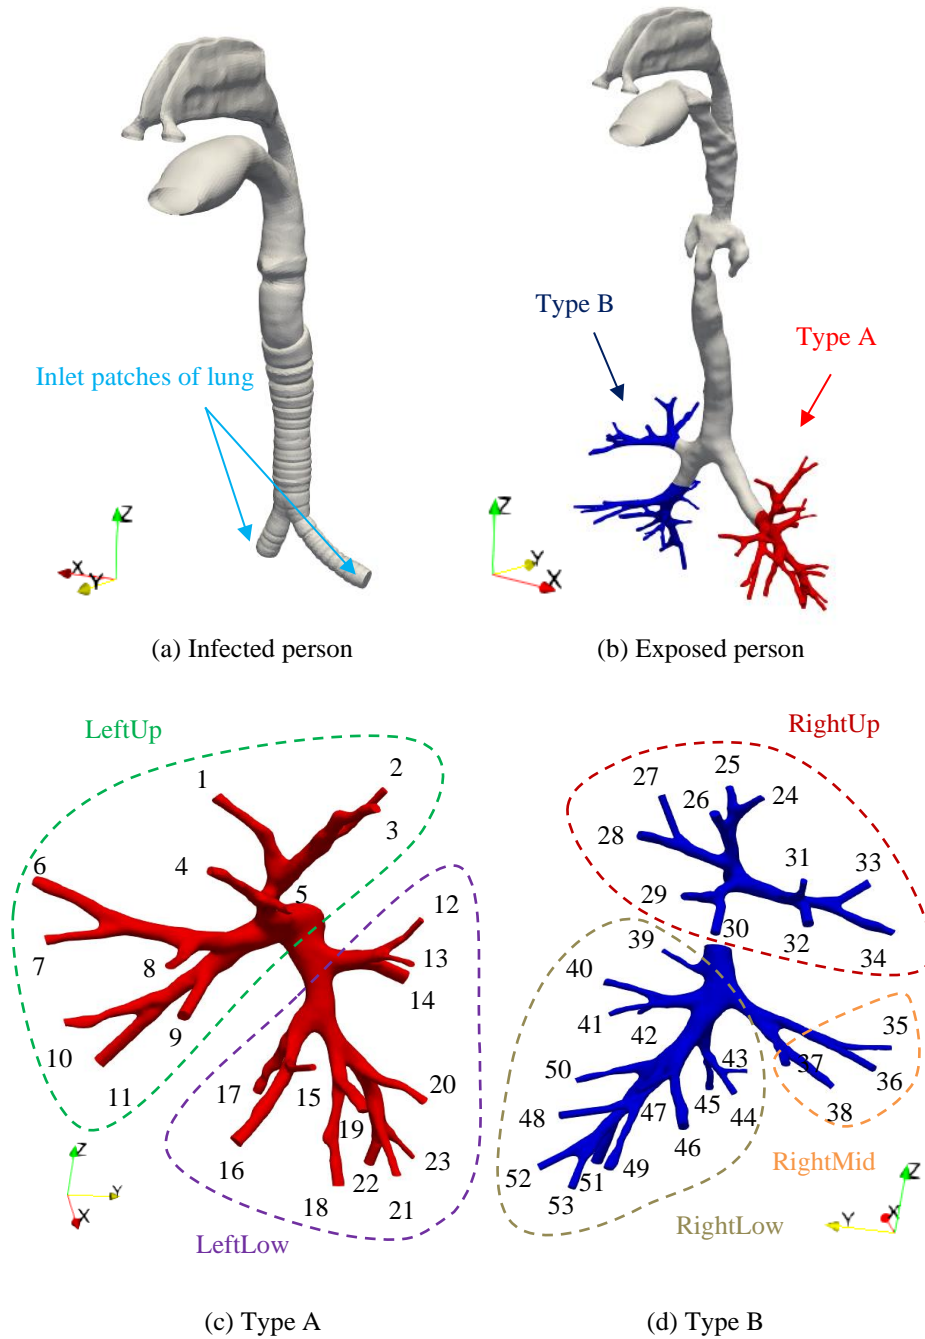 Type B
Type A
Inlet patches of lung
Z
X
Y
Z
Y
X
(a) Infected person
(b) Exposed person
LeftUp
RightUp
1
2
3
4
5
6
7
8
9
10
11
12
13
14
15
16
17
18
19
20
21
22
23
LeftLow
Z
Y
X
24
25
26
27
28
29
30
31
32
33
34
35
36
37
38
39
40
41
42
43
44
45
46
47
48
49
50
51
52
53
RightMid
RightLow
Z
X
Y
(c) Type A
(d) Type B